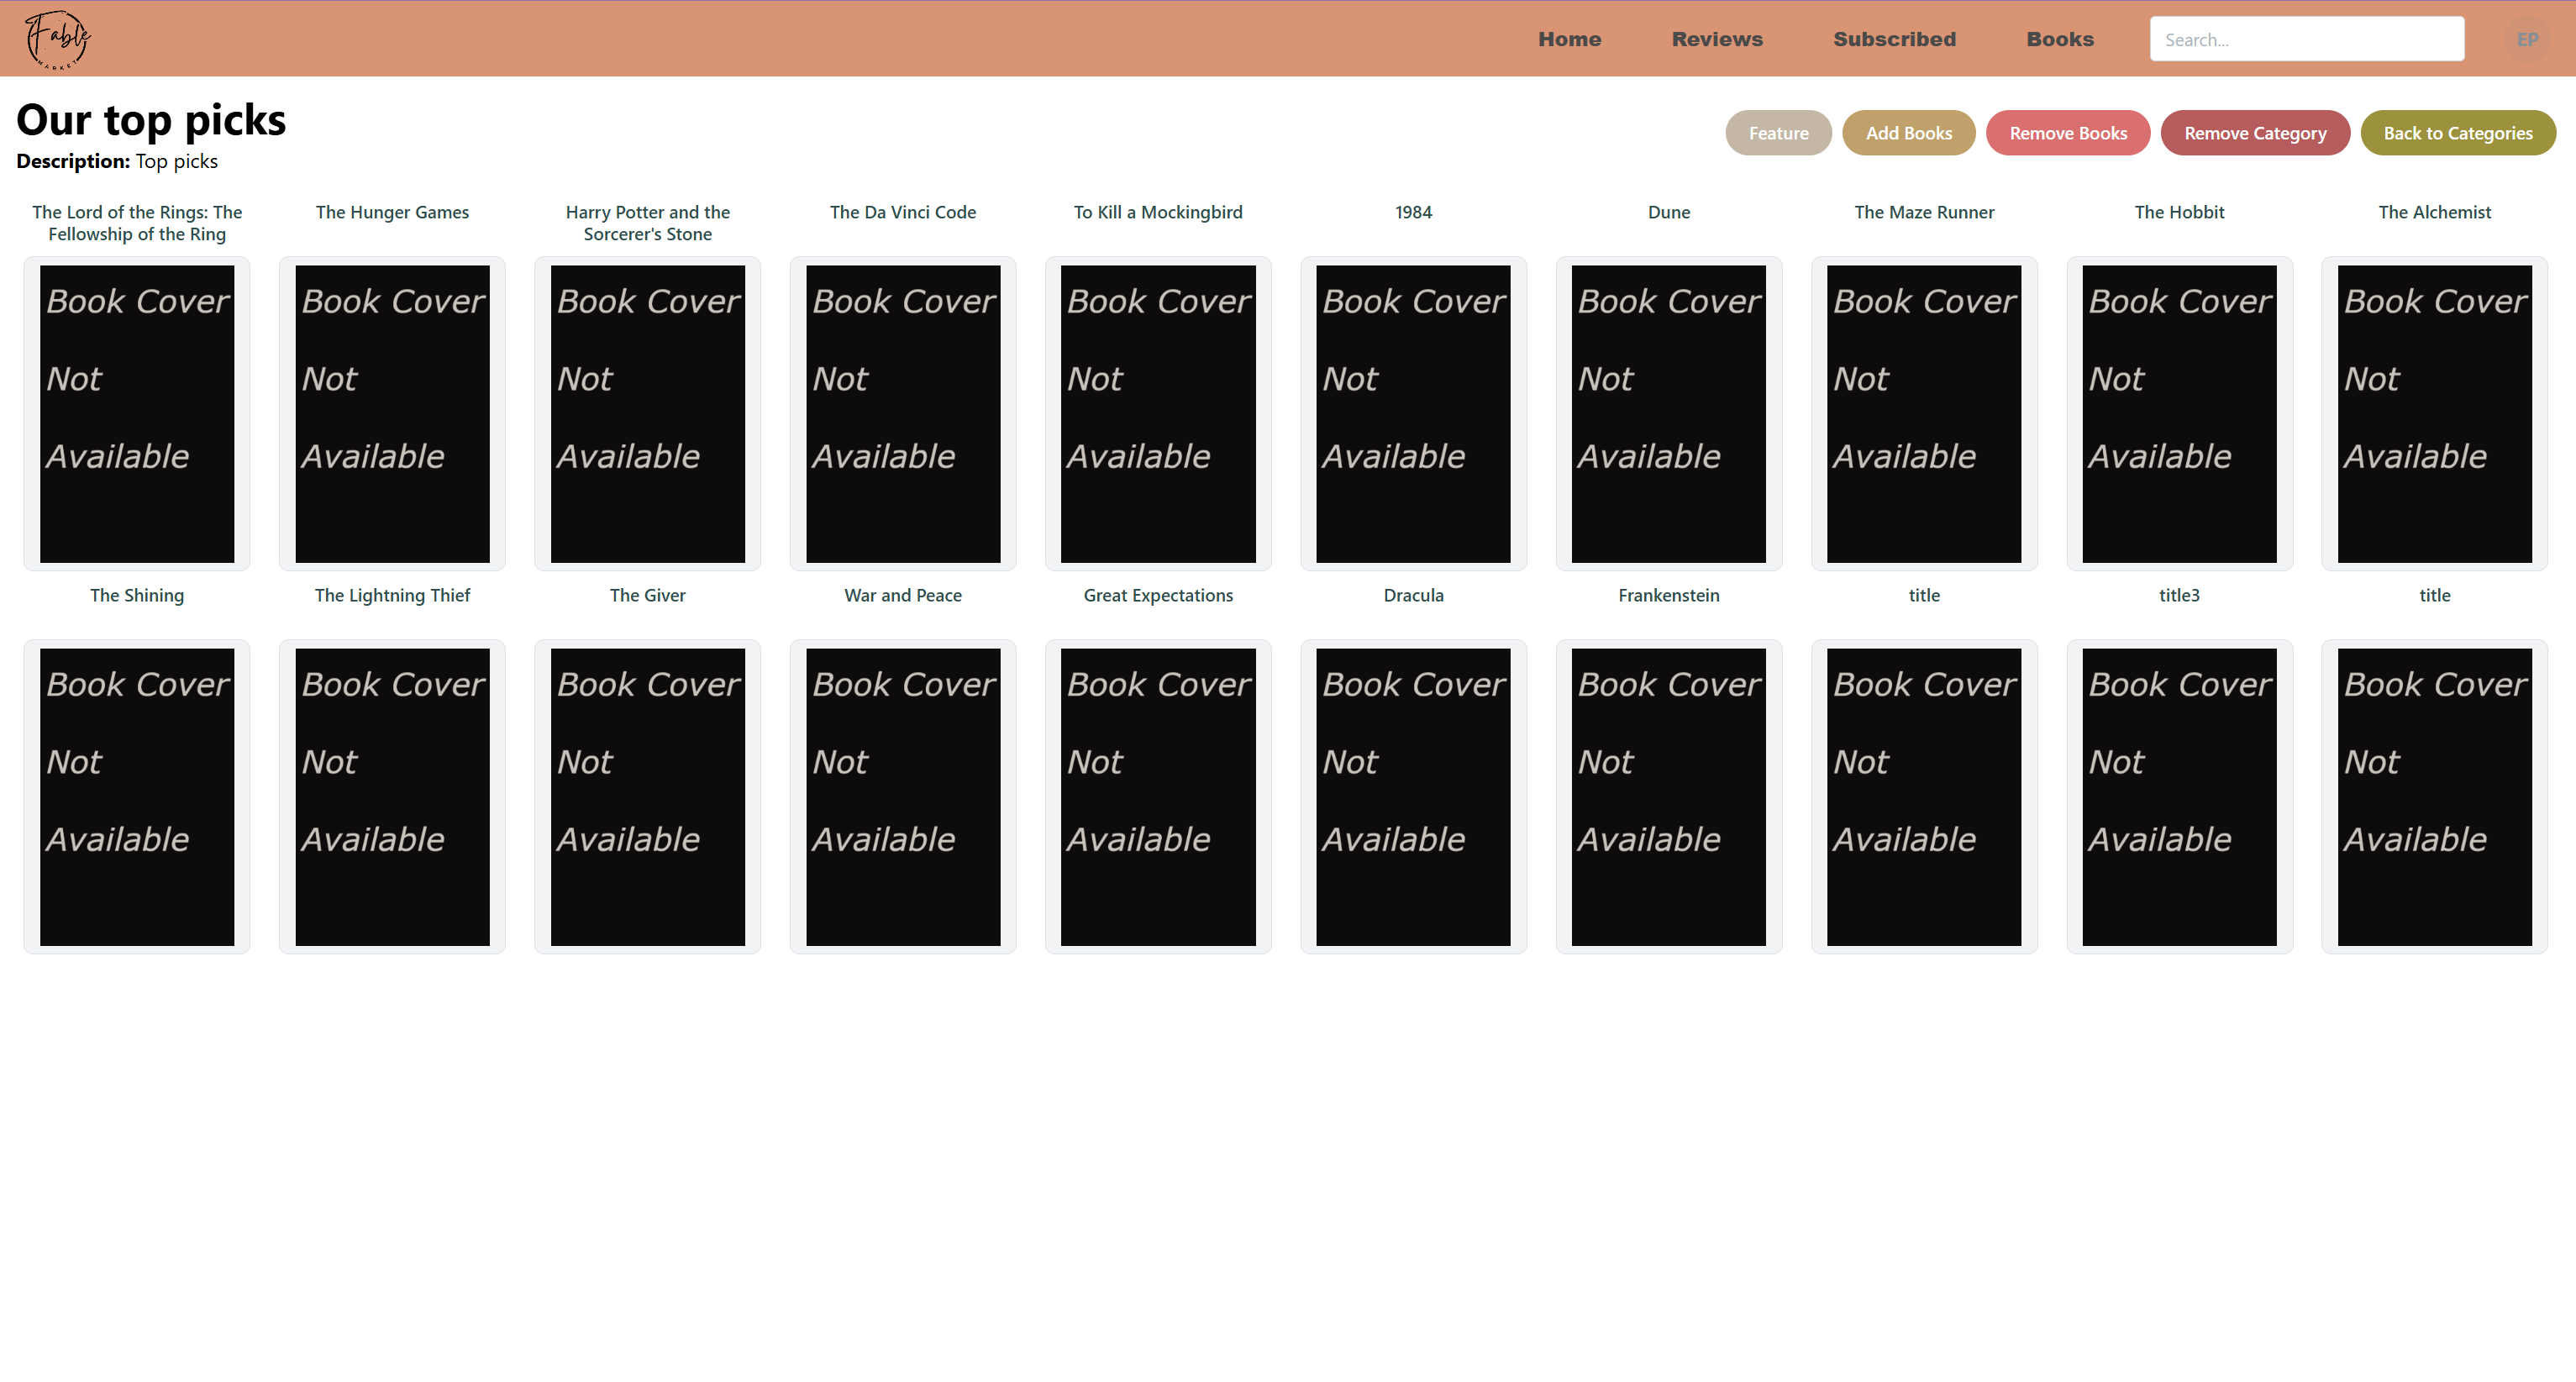 Fable
MARKET
Home Reviews Subscribed Books Search... EP
Our top picks
Description: Top picks
Feature Add Books Remove Books Remove Category Back to Categories
The Lord of the Rings: The
Fellowship of the Ring
The Hunger Games
Harry Potter and the
Sorcerer's Stone
The Da Vinci Code
To Kill a Mockingbird
1984
Dune
The Maze Runner
The Hobbit
The Alchemist
Book Cover Book Cover Book Cover Book Cover Book Cover Book Cover Book Cover Book Cover Book Cover Book Cover
Not Not Not Not Not Not Not Not Not Not
Available Available Available Available Available Available Available Available Available Available
The Shining
The Lightning Thief
The Giver
War and Peace
Great Expectations
Dracula
Frankenstein
title
title3
title
Book Cover Book Cover Book Cover Book Cover Book Cover Book Cover Book Cover Book Cover Book Cover Book Cover
Not Not Not Not Not Not Not Not Not Not
Available Available Available Available Available Available Available Available Available Available